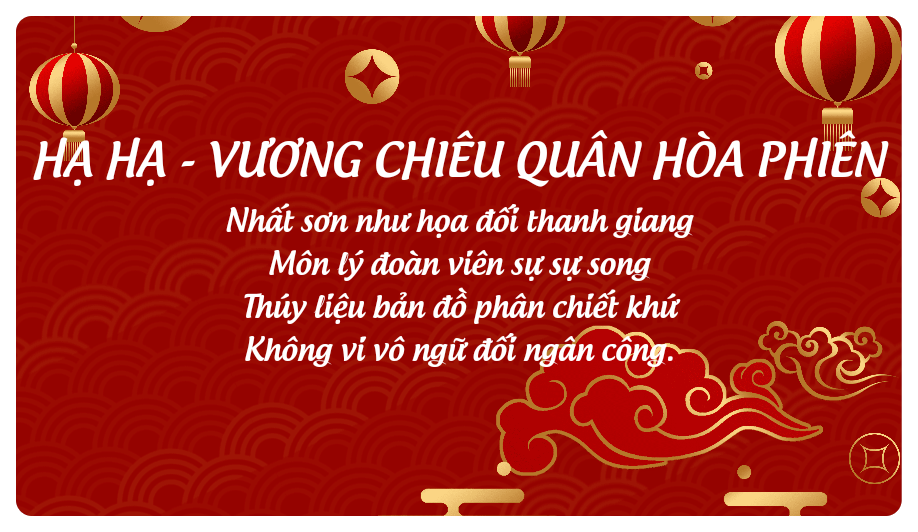 HẠ HẠ - VƯƠNG CHIÊU QUÂN HÒA PHIÊN
Nhất sơn như họa đối thanh giang
Môn lý đoàn viên sự sự song
Thúy liệu bản đồ phân chiết khứ
Không vi vô ngữ đối ngân công.